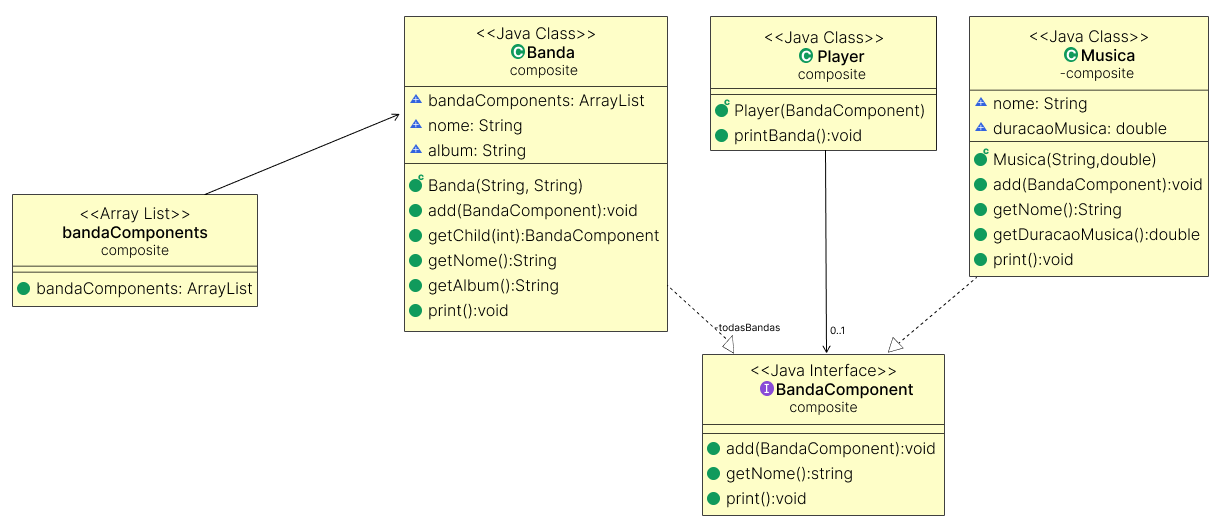 <<Java Class>>
Banda
composite
bandaComponents: ArrayList
nome: String
album: String
Banda(String, String)
add(BandaComponent):void
getChild(int):BandaComponent
getNome():String
getAlbum():String
print():void
<<Java Class>>
Player
composite
Player(BandaComponent)
printBanda():void
<<Java Class>>
Musica
-composite
nome: String
duracaoMusica: double
Musica(String,double)
add(BandaComponent):void
getNome():String
getDuracaoMusica():double
print():void
<<Array List>>
bandaComponents
composite
bandaComponents: ArrayList
-todasBandas
0..1
<<Java Interface>>
BandaComponent
composite
add(BandaComponent):void
getNome():string
print():void